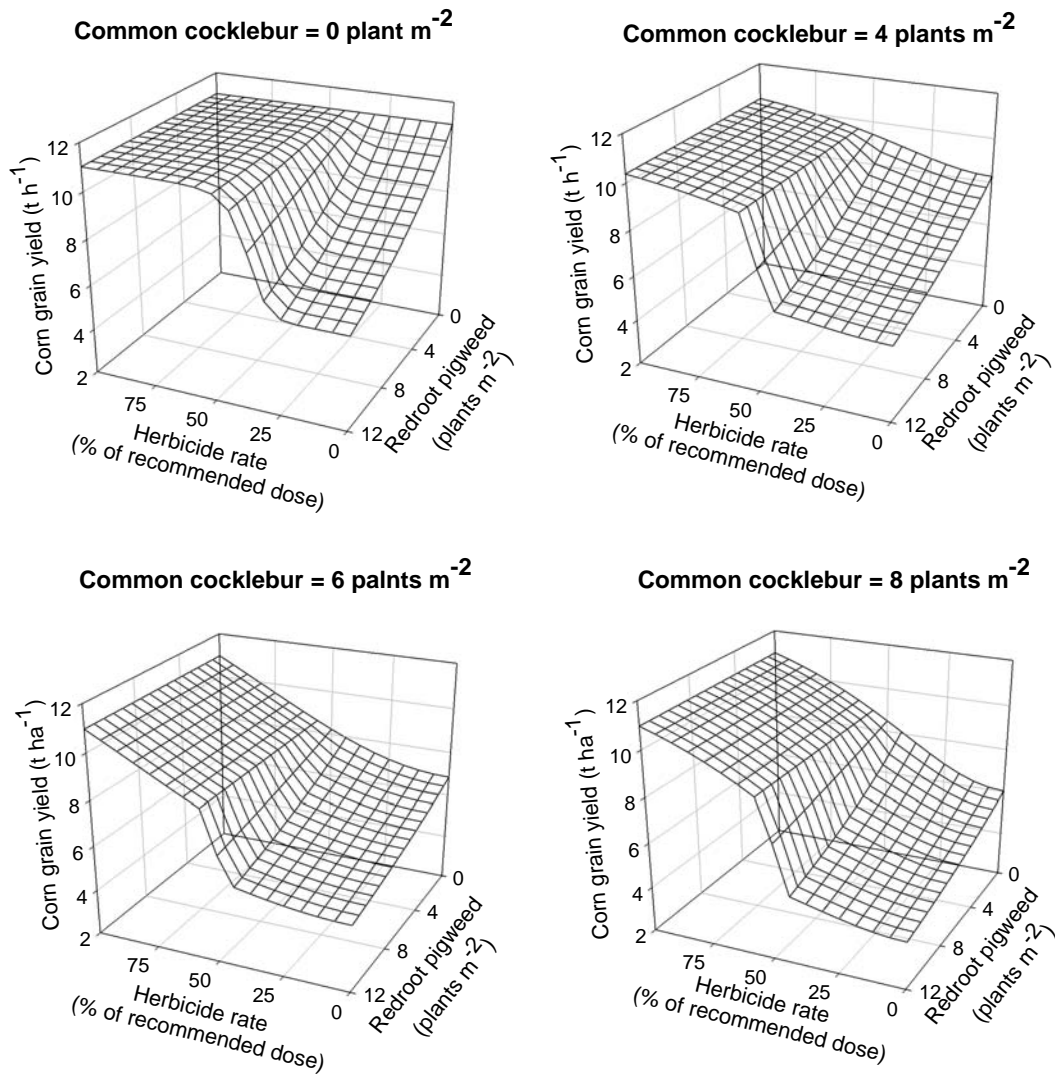 Common cocklebur = 0 plant m-2
Corn grain yield (t h-1)
12
10
8
6
4
2
75
50
25
0
Herbicide rate
(% of recommended dose)
0
4
8
12
Redroot pigweed
(plants m-2)
Common cocklebur = 4 plants m-2
Corn grain yield (t h-1)
12
10
8
6
4
2
75
50
25
0
Herbicide rate
(% of recommended dose)
0
4
8
12
Redroot pigweed
(plants m-2)
Common cocklebur = 6 palnts m-2
Corn grain yield (t ha-1)
12
10
8
6
4
2
75
50
25
0
Herbicide rate
(% of recommended dose)
0
4
8
12
Redroot pigweed
(plants m-2)
Common cocklebur = 8 plants m-2
Corn grain yield (t ha-1)
12
10
8
6
4
2
75
50
25
0
Herbicide rate
(% of recommended dose)
0
4
8
12
Redroot pigweed
(plants m-2)